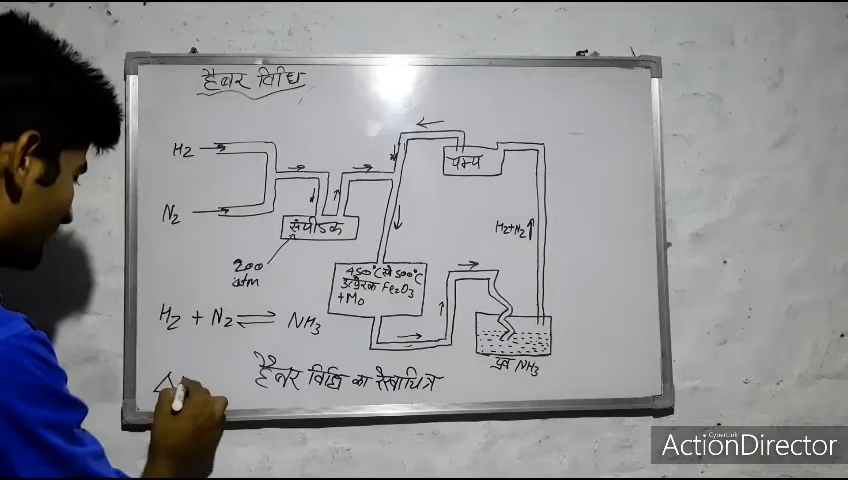 हैबर विधि
H2
N2
संपीडक
200
atm
पम्प
H2+N2
450°C से 500°C
उत्प्रेरक Fe2O3
+Mo
द्रव NH3
H2 + N2 ⇌ NH3
हैबर विधि का रेखाचित्र
CyberLink
ActionDirector